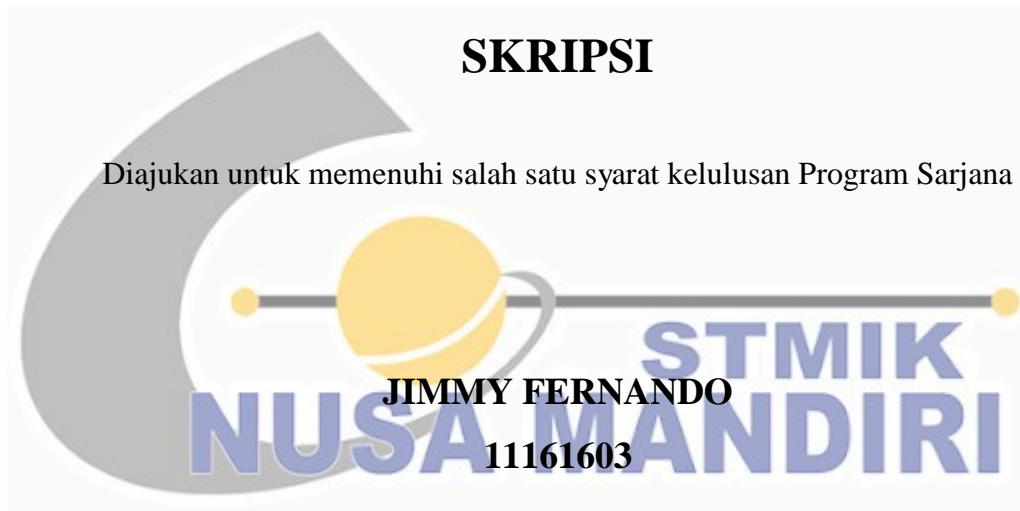 SKRIPSI
Diajukan untuk memenuhi salah satu syarat kelulusan Program Sarjana
STMIK
JIMMY FERNANDO
NUSA MANDIRI
11161603